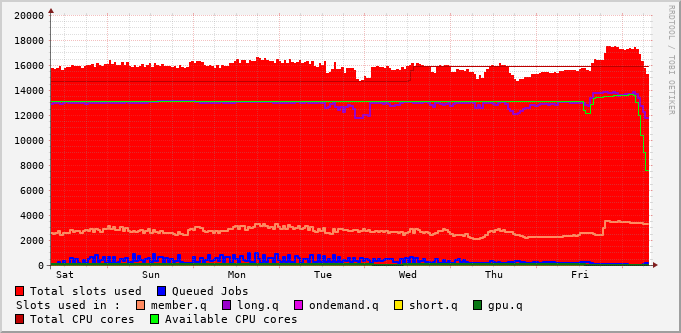 RRDTOOL / TOBI OETIKER
20000
18000
16000
14000
12000
10000
8000
6000
4000
2000
0
Sat Sun Mon Tue Wed Thu Fri
Total slots used Queued Jobs
Slots used in : member.q long.q ondemand.q short.q gpu.q
Total CPU cores Available CPU cores